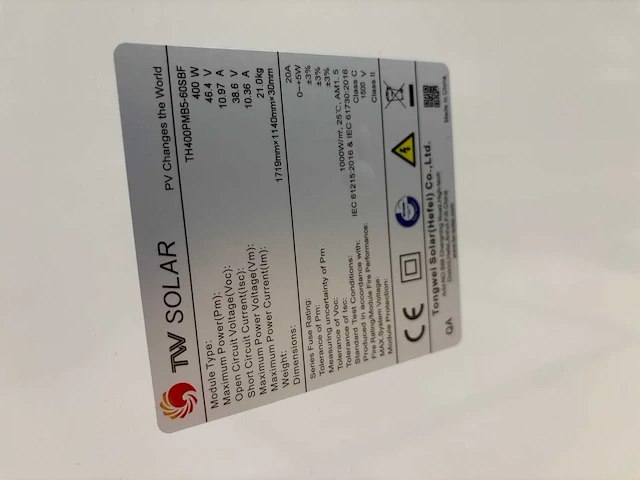 TW SOLAR
PV Changes the World
Module Type: TH400PMB5-60SBF
Maximum Power(Pm): 400 W
Open Circuit Voltage(Voc): 46.4 V
Short Circuit Current(Isc): 10.97 A
Maximum Power Voltage(Vm): 38.6 V
Maximum Power Current(Im): 10.36 A
Weight: 21.0kg
Dimensions: 1719mm×1140mm×30mm
Series Fuse Rating: 20A
Tolerance of Pm: 0~+5W
Measuring uncertainty of Pm ±3%
Tolerance of Voc: ±3%
Tolerance of Isc: ±3%
Standard Test Conditions: 1000W/㎡, 25℃, AM1.5
Produced in accordance with: IEC 61215:2016 & IEC 61730:2016
Fire Rating/Module Fire Performance: Class C
MAX.System Voltage: 1500 V
Module Protection: Class II
CE
Tongwei Solar(Hefei) Co.,Ltd.
QA
Made in China